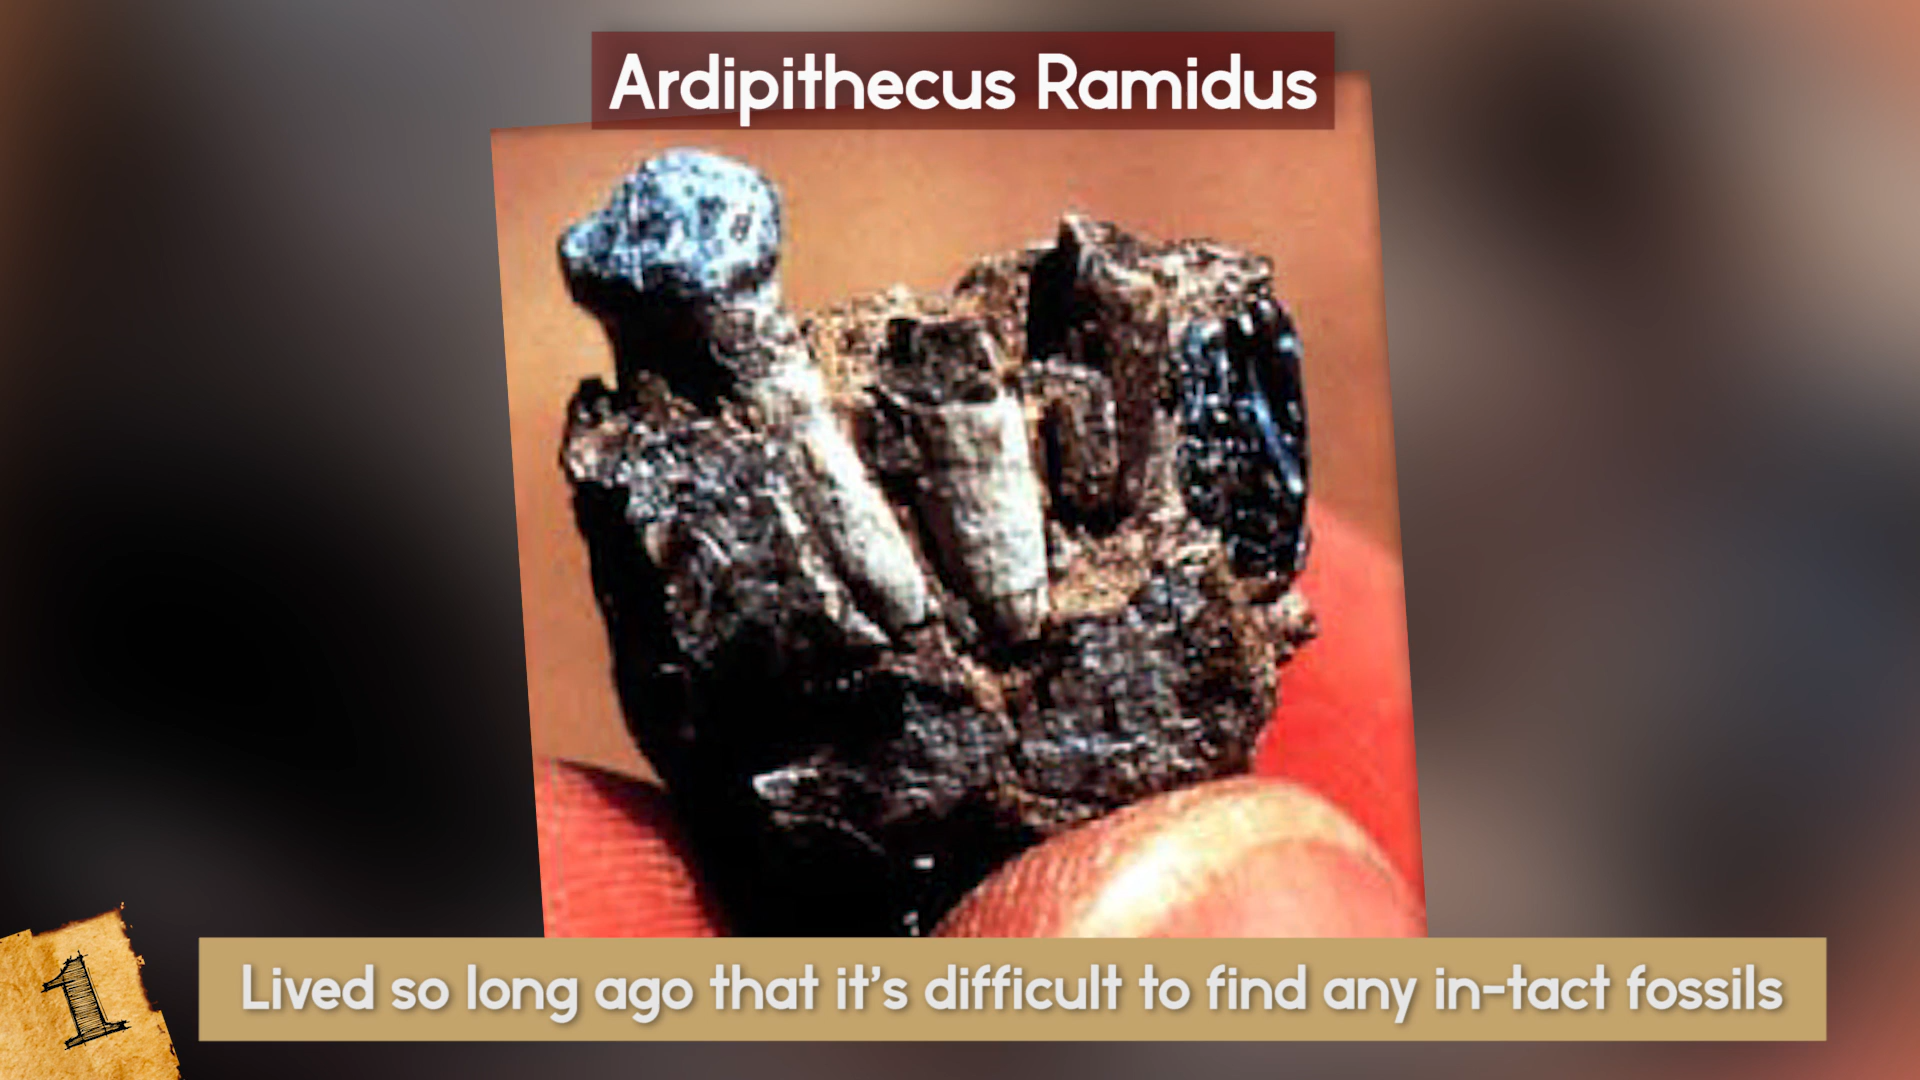 Ardipithecus Ramidus
Lived so long ago that it's difficult to find any in-tact fossils
1